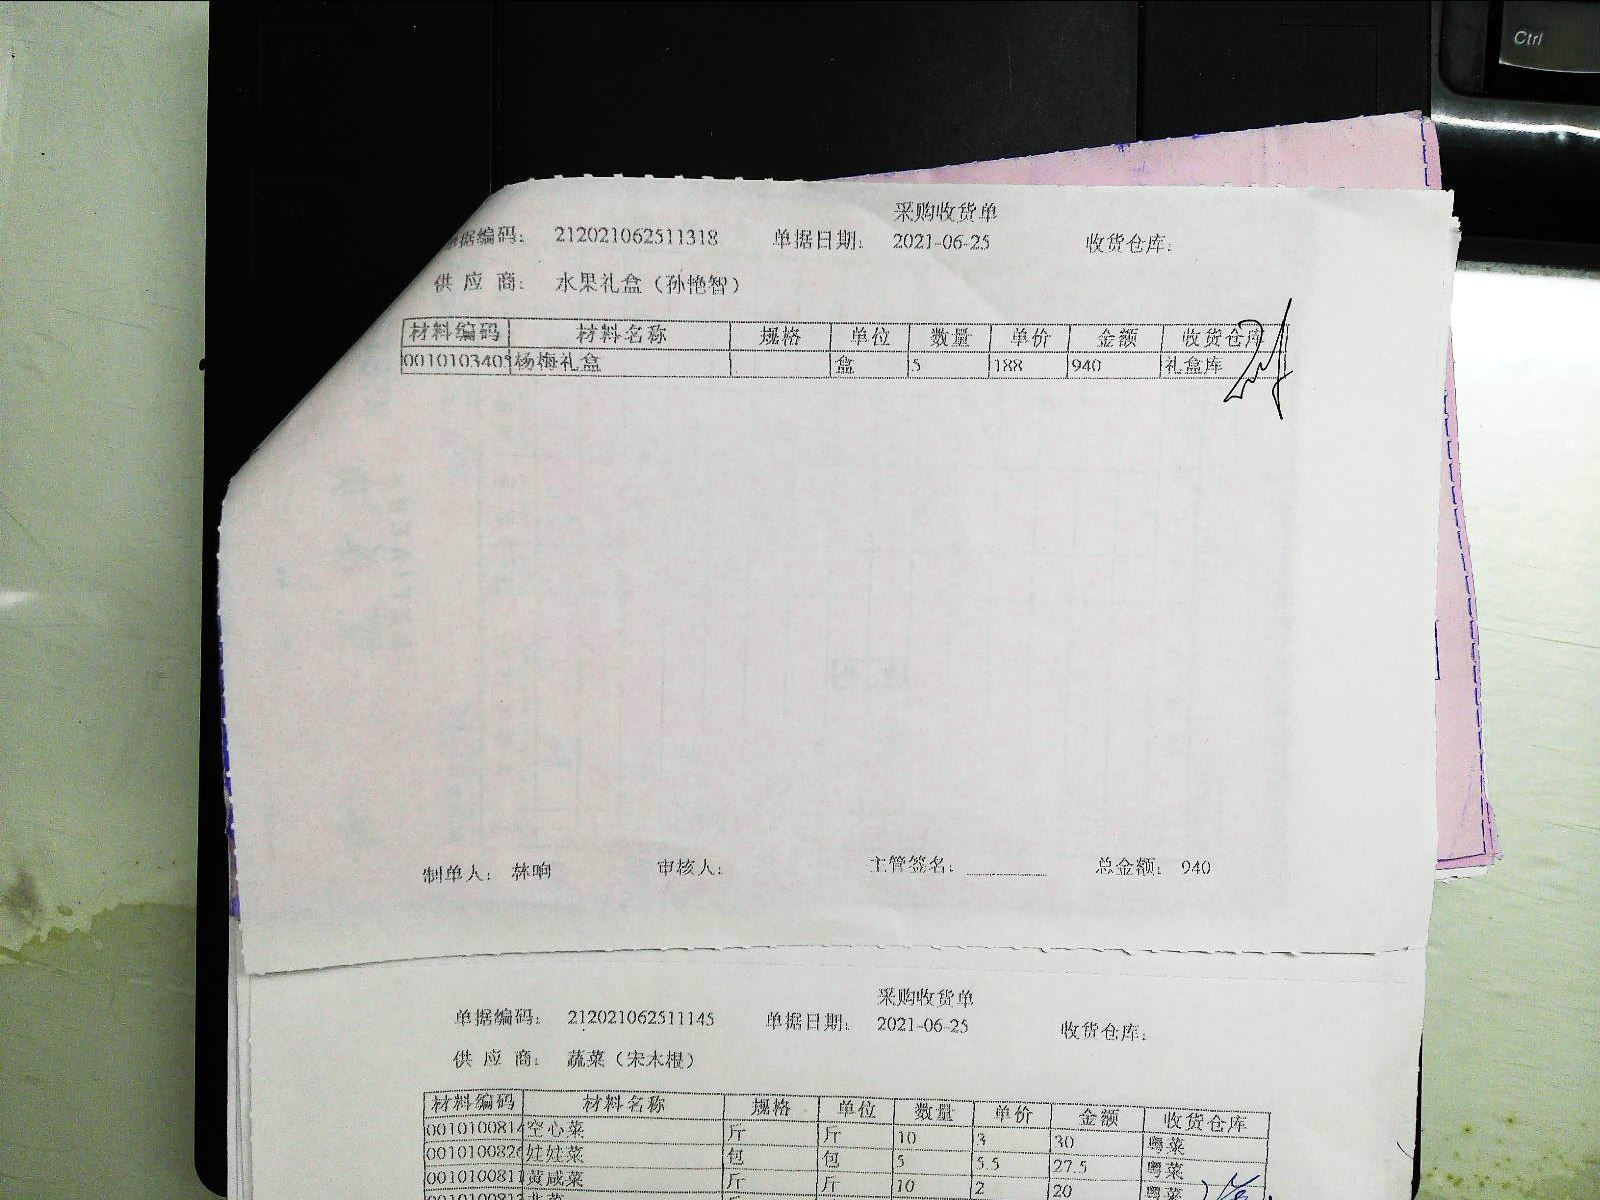 Ctrl
采购收货单
单据编码： 212021062511318 单据日期： 2021-06-25 收货仓库：
供 应 商： 水果礼盒（孙艳智）
材料编码 材料名称 规格 单位 数量 单价 金额 收货仓库
0010103405 杨梅礼盒 盒 5 188 940 礼盒库
制单人： 林晌 审核人： 主管签名： 总金额： 940
采购收货单
单据编码： 212021062511145 单据日期： 2021-06-25 收货仓库：
供 应 商： 蔬菜（宋木根）
材料编码 材料名称 规格 单位 数量 单价 金额 收货仓库
0010100814 空心菜 斤 斤 10 3 30 粤菜
0010100826 娃娃菜 包 包 5 5.5 27.5 粤菜
0010100811 黄咸菜 斤 斤 10 2 20 粤菜